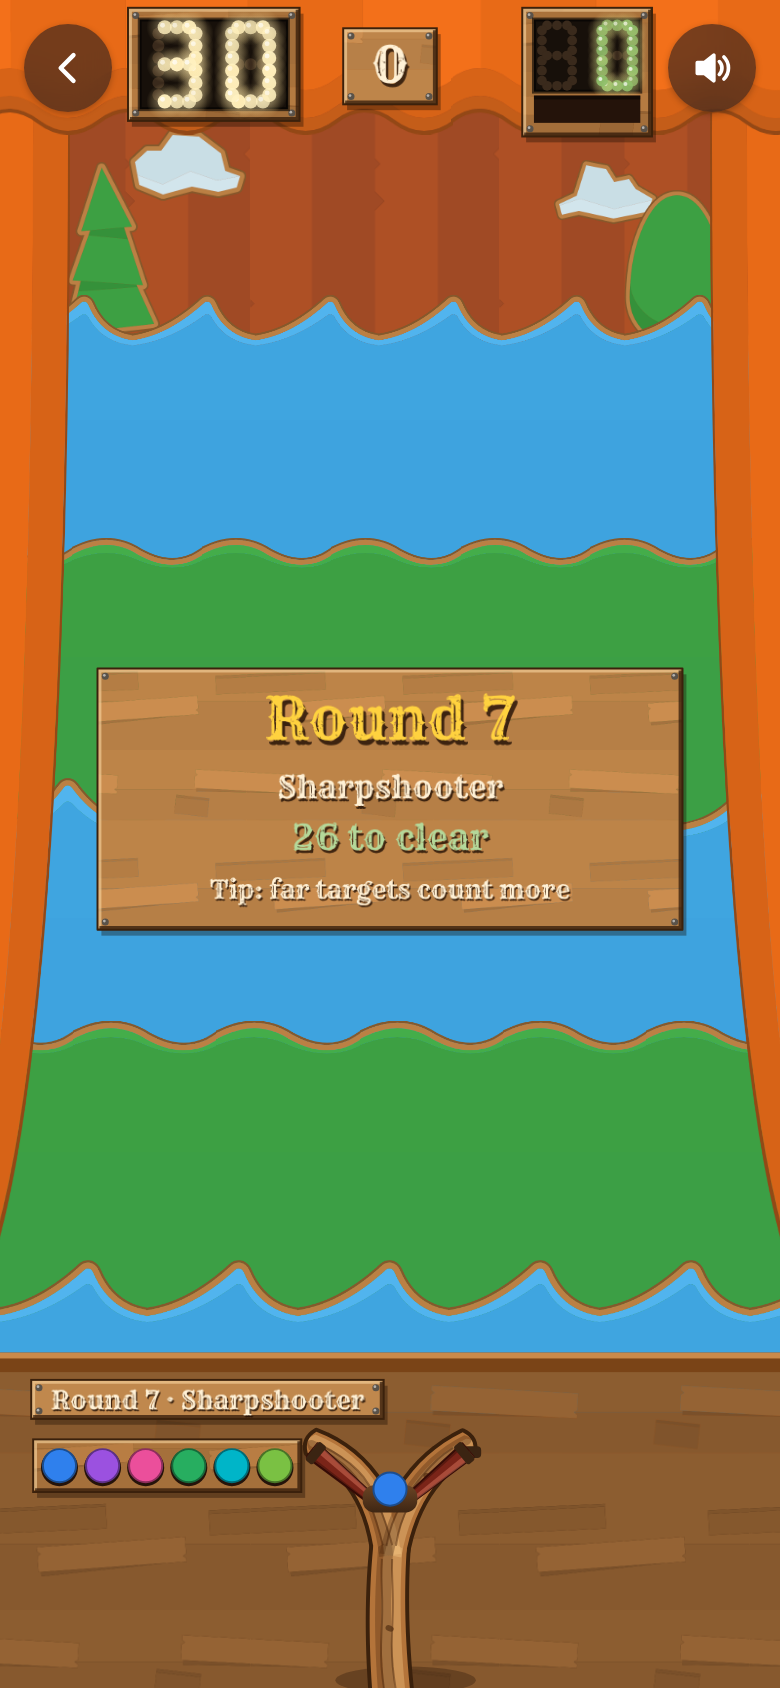 30
0
0
Round 7
Sharpshooter
26 to clear
Tip: far targets count more
Round 7 · Sharpshooter